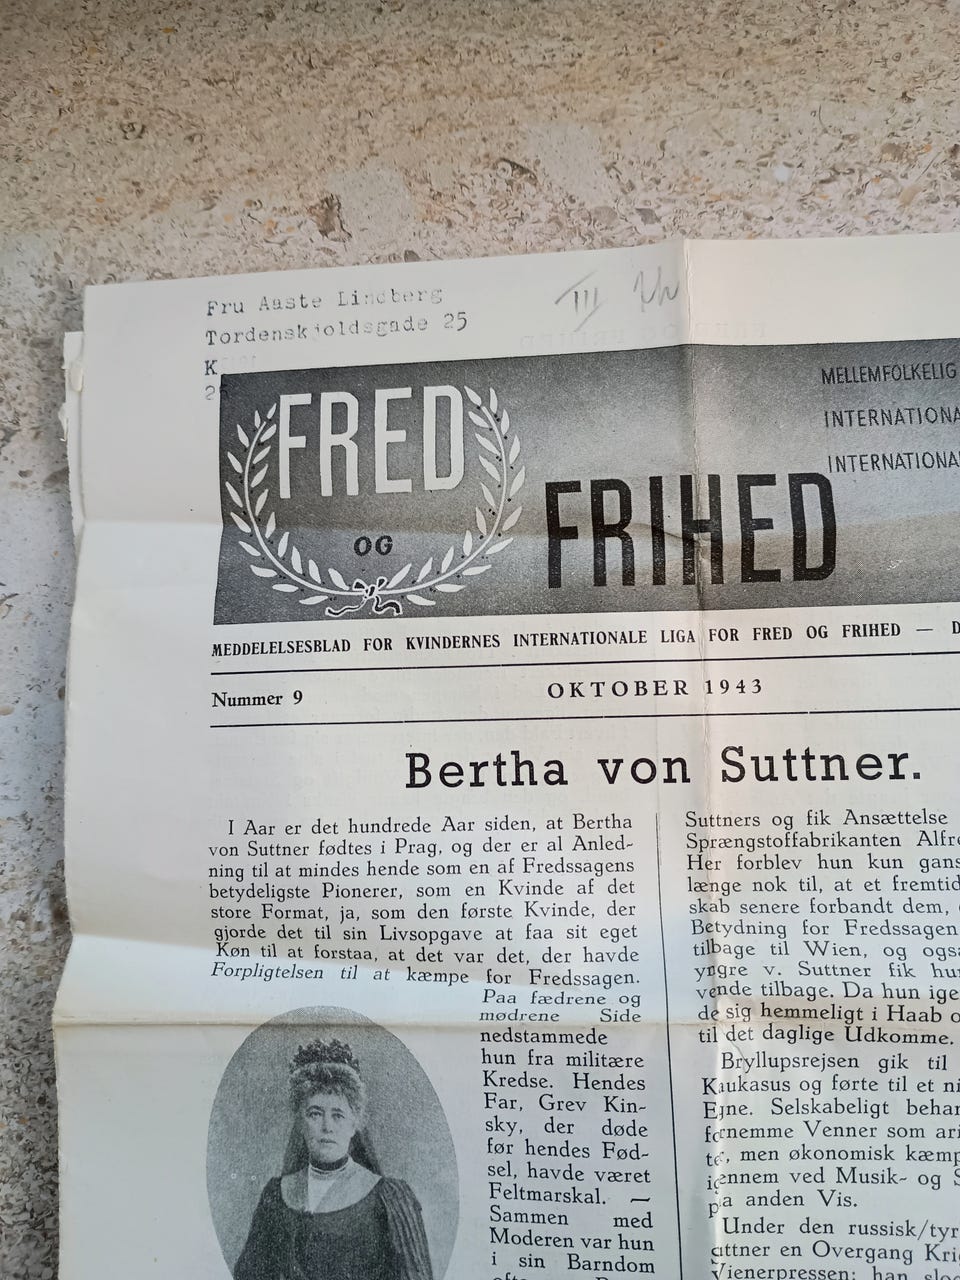 Fru Aaste Lindberg
Tordenskjoldsgade 25
K
FRED
OG
FRIHED
MELLEMFOLKELIG
INTERNATIONA
INTERNATIONA
MEDDELELSESBLAD FOR KVINDERNES INTERNATIONALE LIGA FOR FRED OG FRIHED — D
Nummer 9
OKTOBER 1943
Bertha von Suttner.
I Aar er det hundrede Aar siden, at Bertha
von Suttner fødtes i Prag, og der er al Anled-
ning til at mindes hende som en af Fredssagens
betydeligste Pionerer, som en Kvinde af det
store Format, ja, som den første Kvinde, der
gjorde det til sin Livsopgave at faa sit eget
Køn til at forstaa, at det var det, der havde
Forpligtelsen til at kæmpe for Fredssagen.
Paa fædrene og
mødrene Side
nedstammede
hun fra militære
Kredse. Hendes
Far, Grev Kin-
sky, der døde
før hendes Fød-
sel, havde været
Feltmarskal. —
Sammen med
Moderen var hun
i sin Barndom
Suttners og fik Ansættelse
Sprængstoffabrikanten Alfre
Her forblev hun kun gans
længe nok til, at et fremtid
skab senere forbandt dem,
Betydning for Fredssagen
tilbage til Wien, og ogsa
yngre v. Suttner fik hu
vende tilbage. Da hun ige
de sig hemmeligt i Haab o
til det daglige Udkomme.
Bryllupsrejsen gik til
Kaukasus og førte til et ni
Egne. Selskabeligt behan
fornemme Venner som ari
te, men økonomisk kæmp
igennem ved Musik- og S
paa anden Vis.
Under den russisk/tyr
uttner en Overgang Kri
Vienerpressen; han